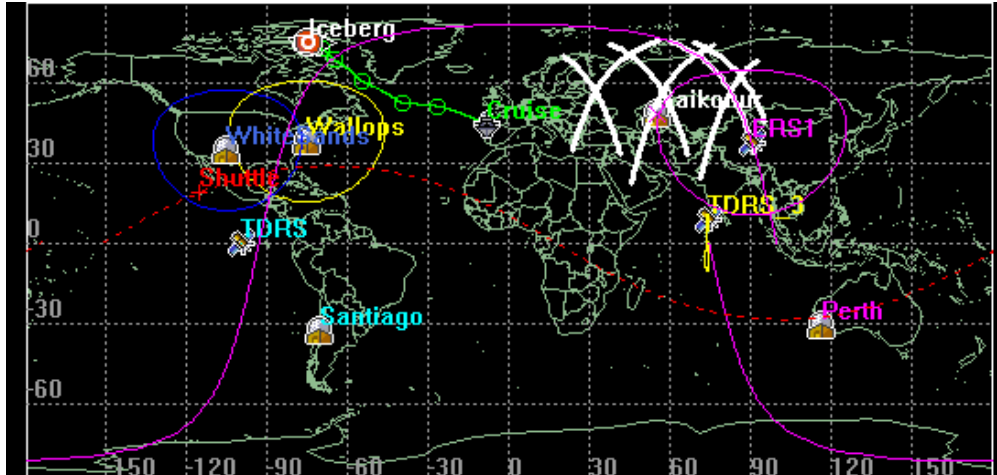 Iceberg
60
Cruise
Baikonur
ERS1
WhiteSands
Wallops
30
Shuttle
TDRS_3
TDRS
0
-30
Santiago
Perth
-60
-150 -120 -90 -60 -30 0 30 60 90 120 150